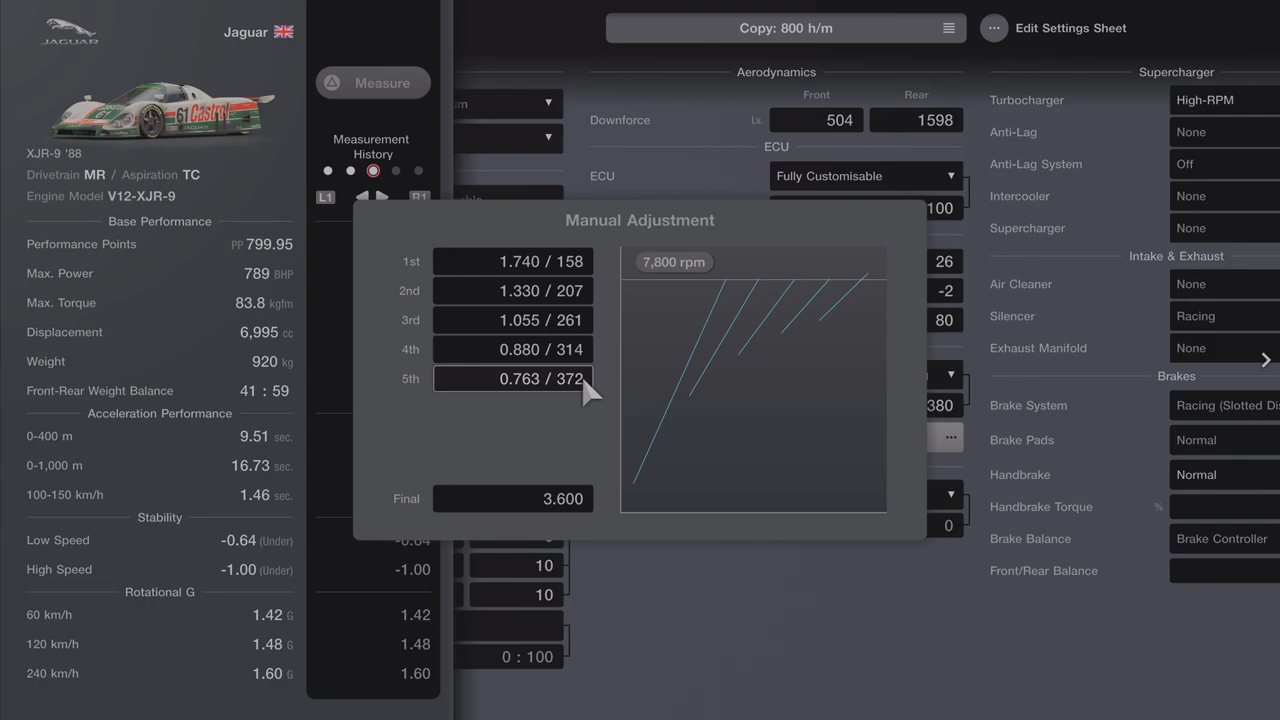 JAGUAR
Jaguar
61 Castrol
XJR-9 '88
Drivetrain MR / Aspiration TC
Engine Model V12-XJR-9
Base Performance
Performance Points PP 799.95
Max. Power 789 BHP
Max. Torque 83.8 kgfm
Displacement 6,995 cc
Weight 920 kg
Front-Rear Weight Balance 41 : 59
Acceleration Performance
0-400 m 9.51 sec.
0-1,000 m 16.73 sec.
100-150 km/h 1.46 sec.
Stability
Low Speed -0.64 (Under)
High Speed -1.00 (Under)
Rotational G
60 km/h 1.42 G
120 km/h 1.48 G
240 km/h 1.60 G
Measure
Measurement
History
L1 R1
-0.64
-1.00
1.42
1.48
1.60
Copy: 800 h/m
Edit Settings Sheet
Aerodynamics
Front Rear
Downforce Lv. 504 1598
ECU
ECU Fully Customisable
100
26
-2
80
380
0
10
10
0 : 100
Manual Adjustment
1st 1.740 / 158
2nd 1.330 / 207
3rd 1.055 / 261
4th 0.880 / 314
5th 0.763 / 372
Final 3.600
7,800 rpm
Supercharger
Turbocharger High-RPM
Anti-Lag None
Anti-Lag System Off
Intercooler None
Supercharger None
Intake & Exhaust
Air Cleaner None
Silencer Racing
Exhaust Manifold None
Brakes
Brake System Racing (Slotted Di
Brake Pads Normal
Handbrake Normal
Handbrake Torque %
Brake Balance Brake Controller
Front/Rear Balance